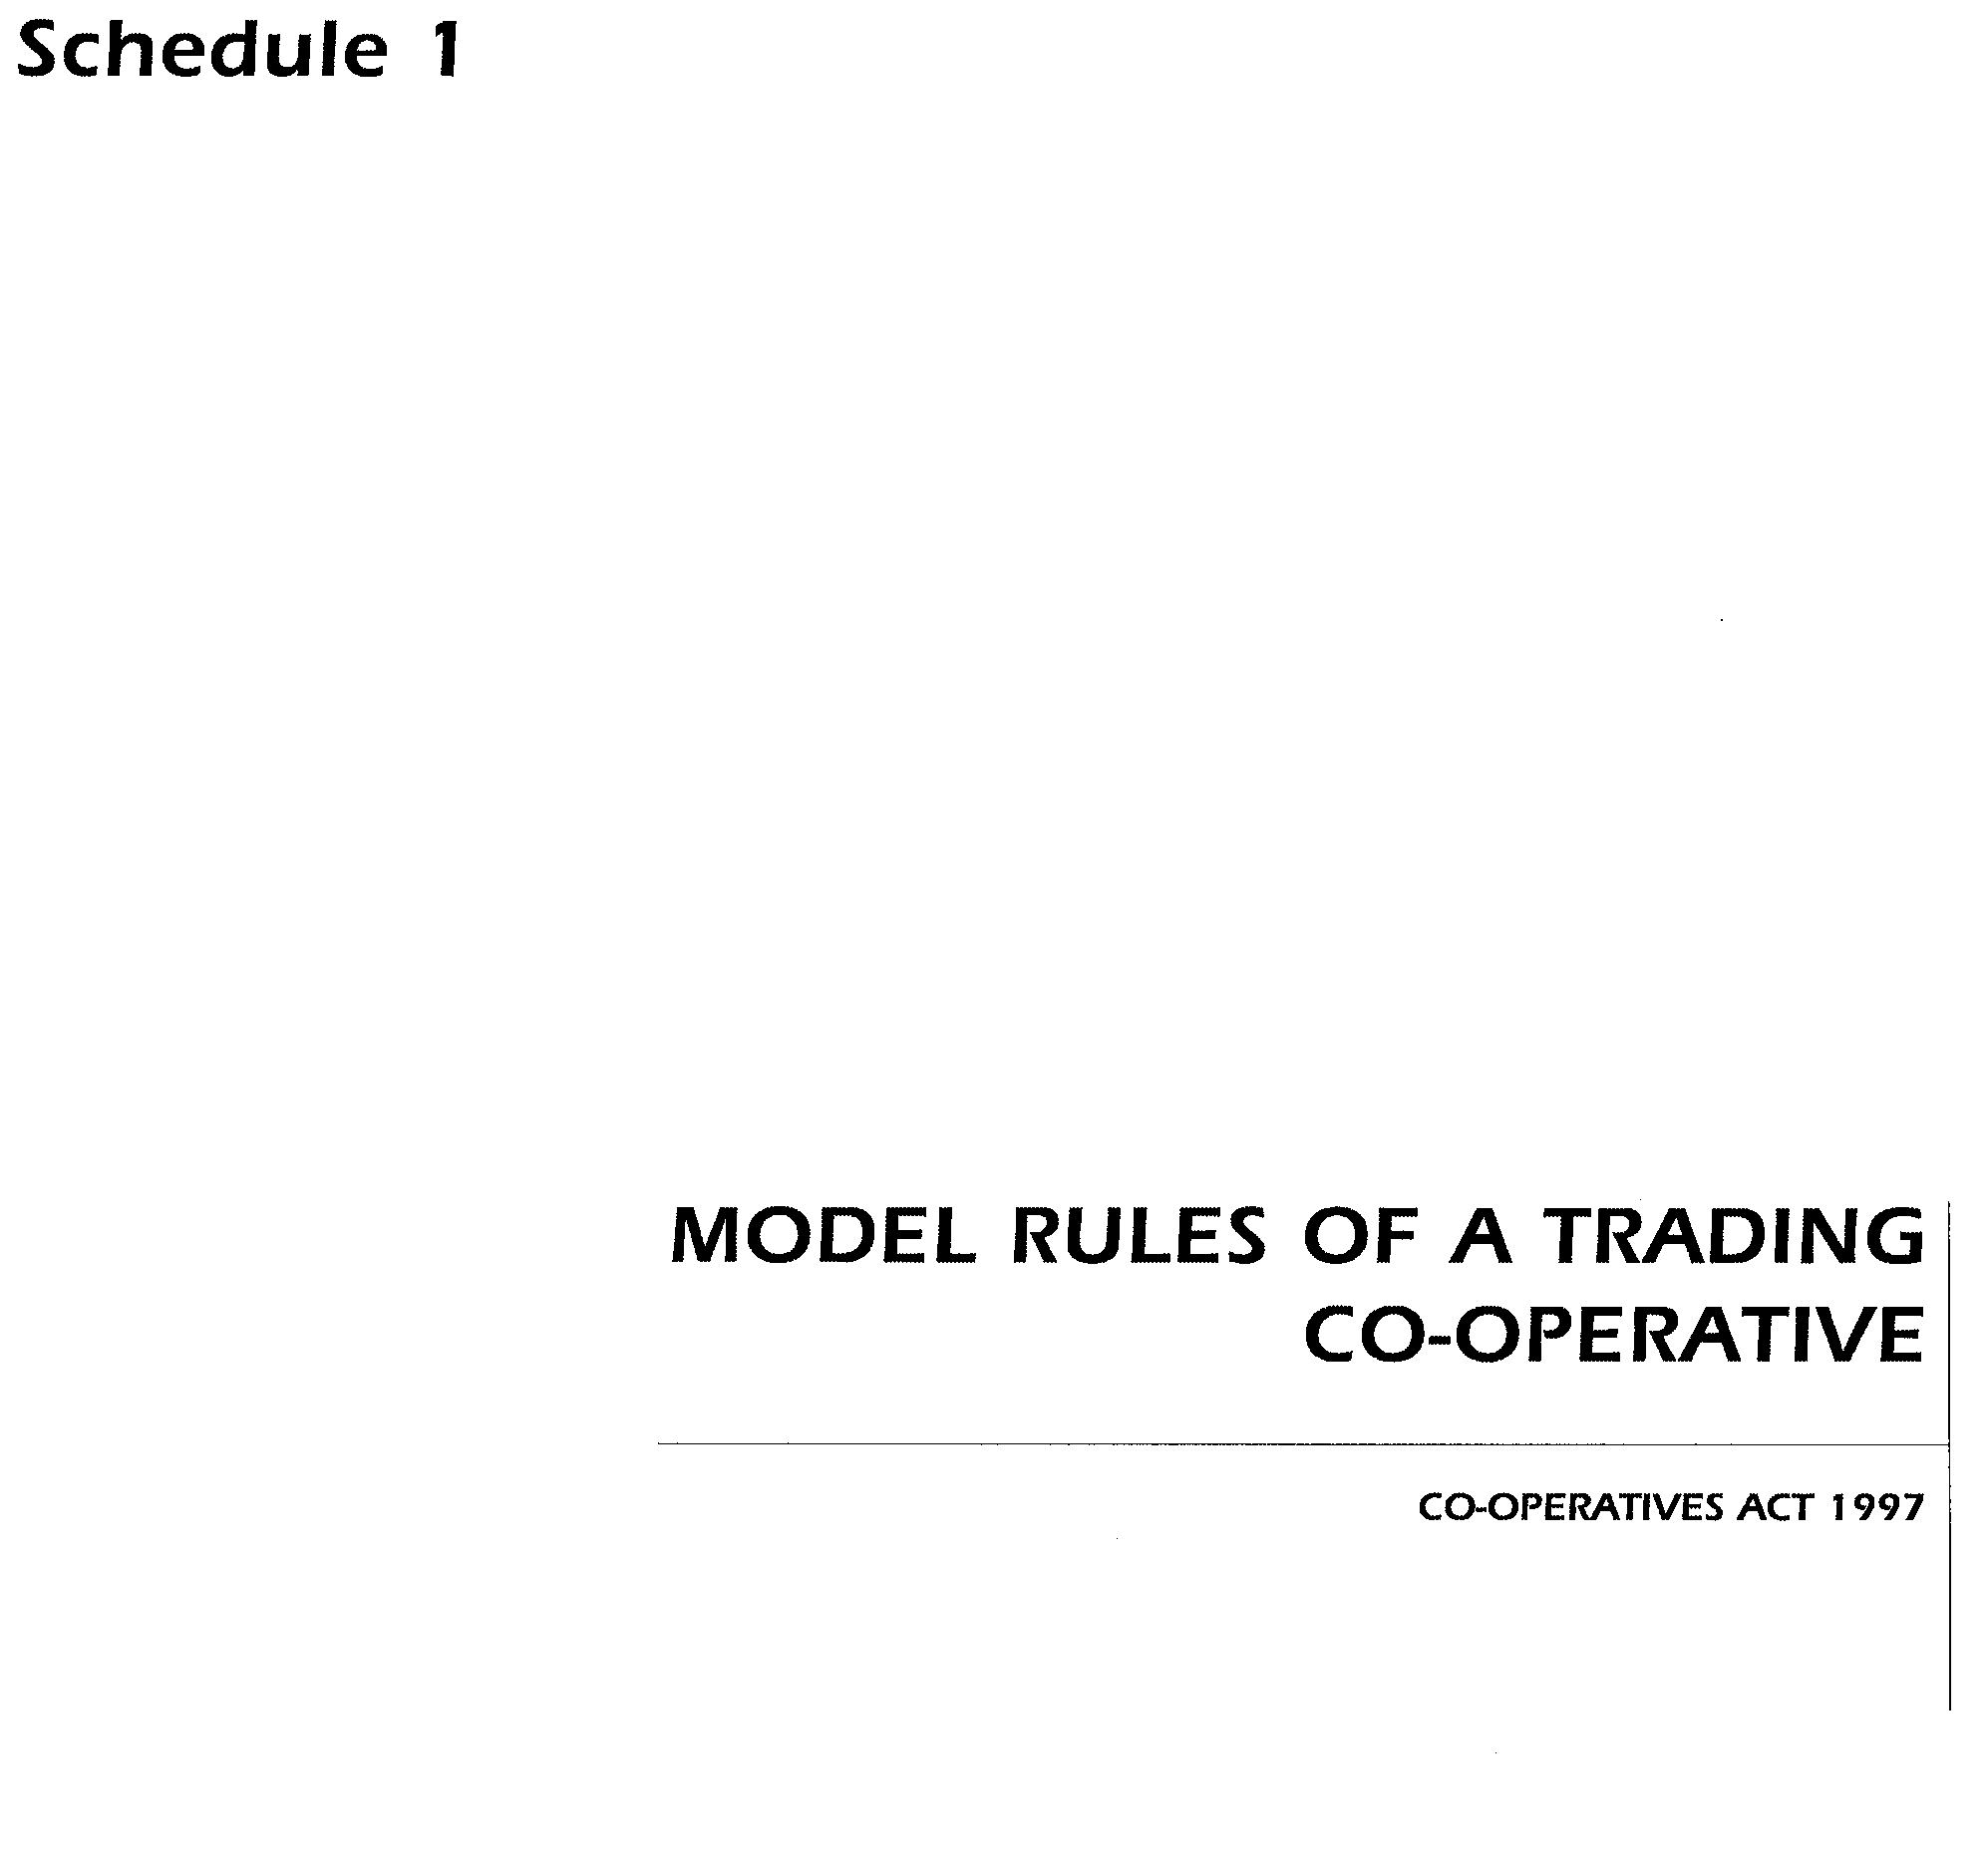 Schedule 1
MODEL RULES OF A TRADING
CO-OPERATIVE
CO-OPERATIVES ACT 1997